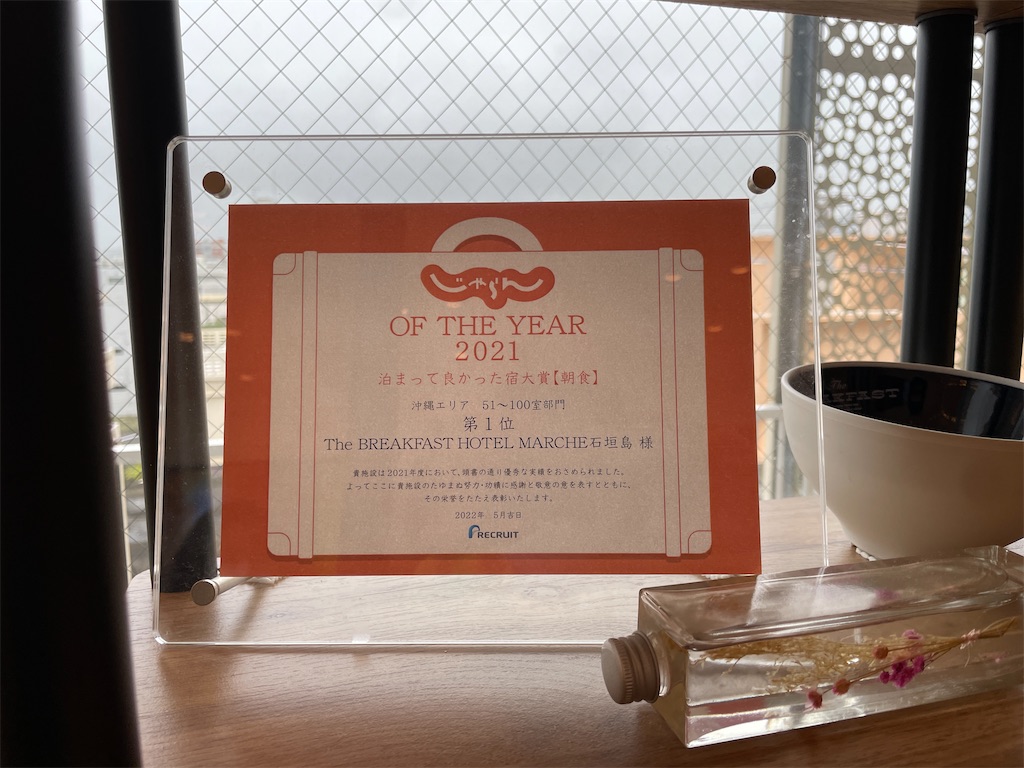 じゃらん
OF THE YEAR
2021
泊まって良かった宿大賞【朝食】
沖縄エリア 51～100室部門
第1位
The BREAKFAST HOTEL MARCHE石垣島 様
貴施設は2021年度において、頭書の通り優秀な実績をおさめられました。
よってここに貴施設のたゆまぬ努力・功績に感謝と敬意の意を表すとともに、
その栄誉をたたえ表彰いたします。
2022年 5月吉日
RECRUIT
The